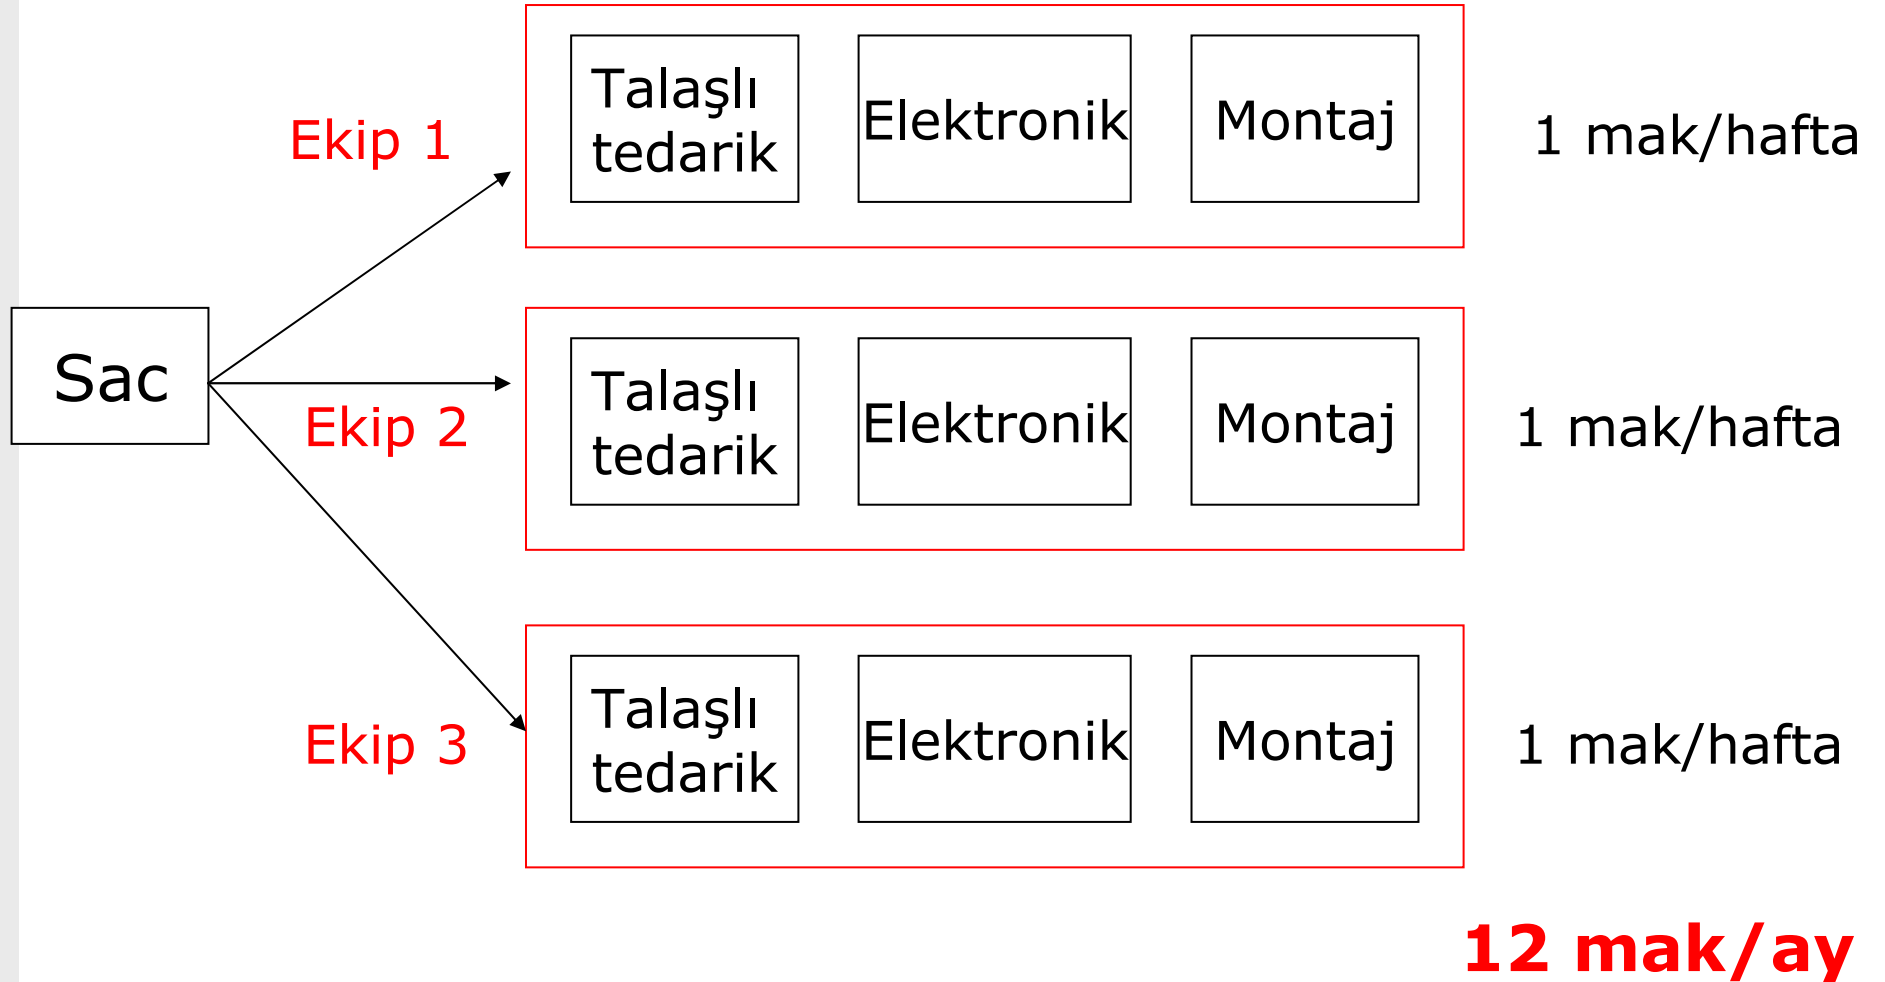 Ekip 1
Talaşlı
tedarik
Elektronik
Montaj
1 mak/hafta
Sac
Ekip 2
Talaşlı
tedarik
Elektronik
Montaj
1 mak/hafta
Ekip 3
Talaşlı
tedarik
Elektronik
Montaj
1 mak/hafta
12 mak/ay